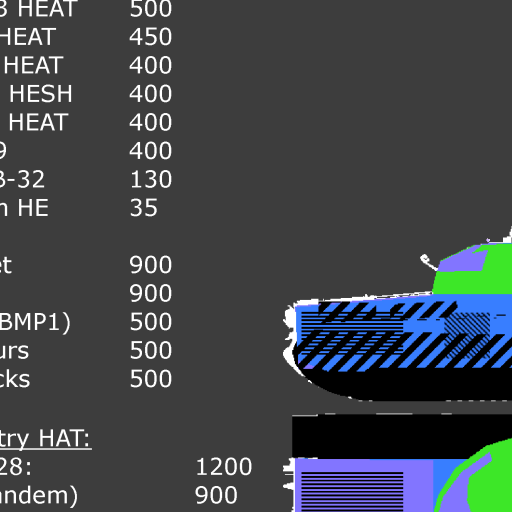 3 HEAT 500
HEAT 450
HEAT 400
HESH 400
HEAT 400
9 400
B-32 130
n HE 35
et 900
900
BMP1) 500
urs 500
cks 500
try HAT:
28: 1200
andem) 900